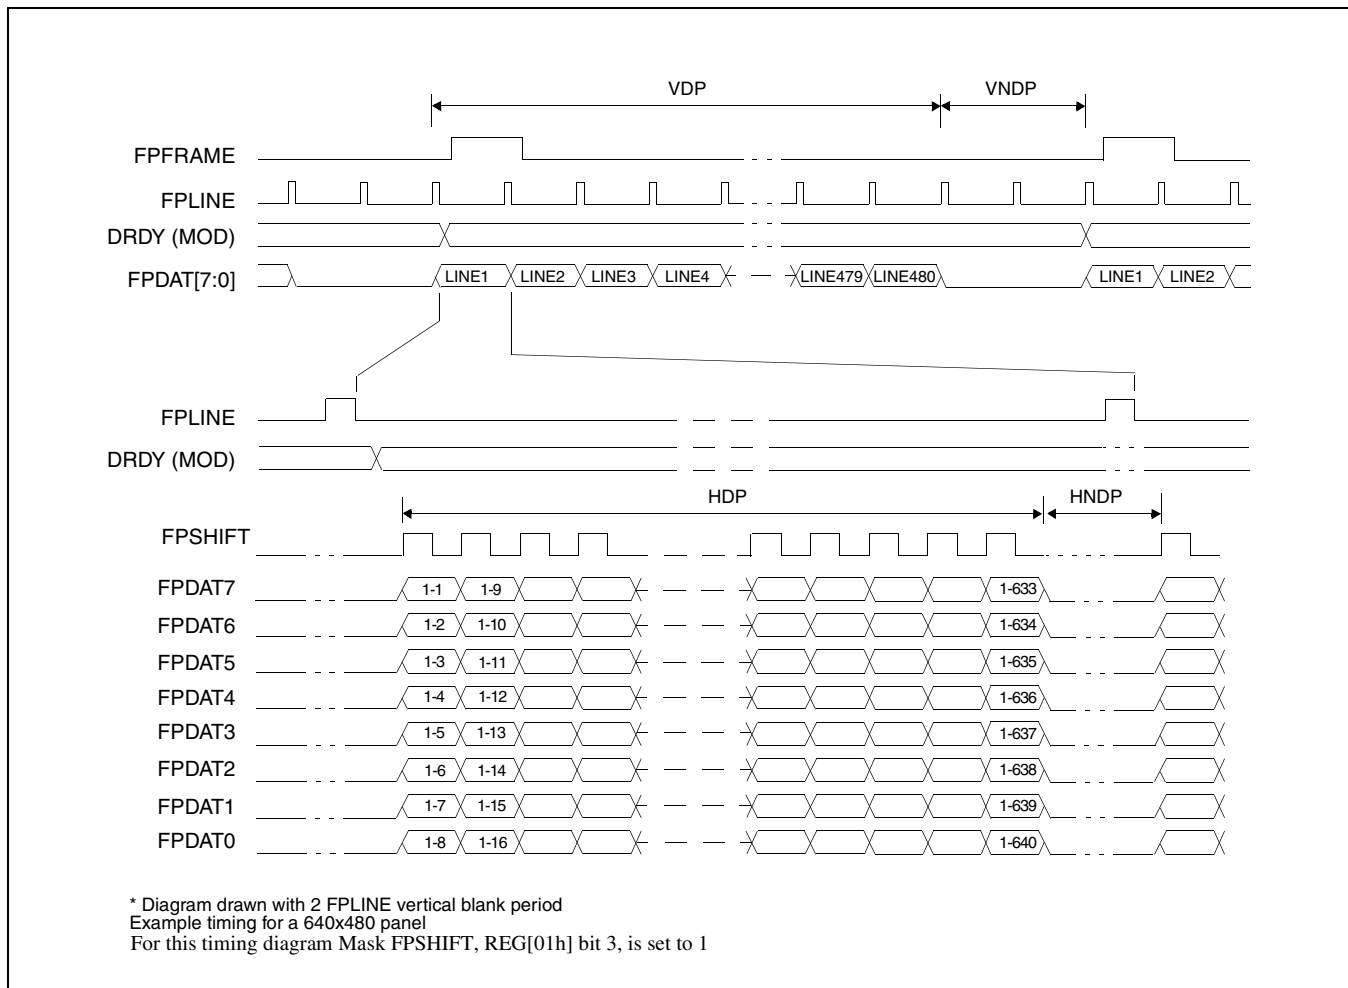 VDP VNDP
FPFRAME
FPLINE
DRDY (MOD)
FPDAT[7:0] LINE1 LINE2 LINE3 LINE4 LINE479 LINE480 LINE1 LINE2
FPLINE
DRDY (MOD)
HDP HNDP
FPSHIFT
FPDAT7 1-1 1-9 1-633
FPDAT6 1-2 1-10 1-634
FPDAT5 1-3 1-11 1-635
FPDAT4 1-4 1-12 1-636
FPDAT3 1-5 1-13 1-637
FPDAT2 1-6 1-14 1-638
FPDAT1 1-7 1-15 1-639
FPDAT0 1-8 1-16 1-640
* Diagram drawn with 2 FPLINE vertical blank period
Example timing for a 640x480 panel
For this timing diagram Mask FPSHIFT, REG[01h] bit 3, is set to 1